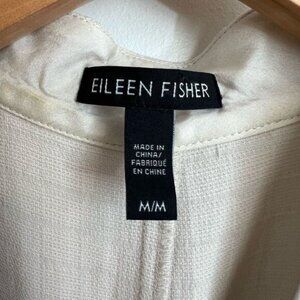 EILEEN FISHER
MADE IN
CHINA/
FABRIQUÉ
EN CHINE
M/M